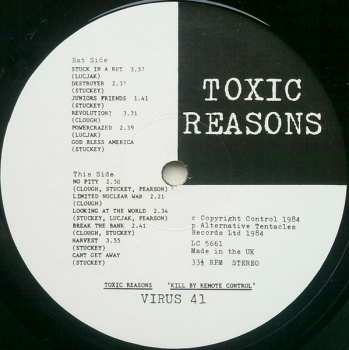 Rat Side
STUCK IN A RUT 3.37
(LUCJAK)
DESTROYER 2.37
(STUCKEY)
JUNIORS FRIENDS 1.41
(STUCKEY)
REVOLUTION? 3.31
(CLOUGH)
POWERCRAZED 2.39
(LUCJAK)
GOD BLESS AMERICA
(STUCKEY)
This Side
NO PITY 2.30
(CLOUGH, STUCKEY, PEARSON)
LIMITED NUCLEAR WAR 2.21
(CLOUGH)
LOOKING AT THE WORLD 2.34
(STUCKEY, LUCJAK, PEARSON)
BREAK THE BANK 2.41
(CLOUGH, STUCKEY)
HARVEST 3.55
(STUCKEY)
CANT GET AWAY
(STUCKEY)
TOXIC
REASONS
c Copyright Control 1984
p Alternative Tentacles
Records Ltd 1984
LC 5661
Made in the UK
33⅓ RPM STEREO
TOXIC REASONS "KILL BY REMOTE CONTROL"
VIRUS 41